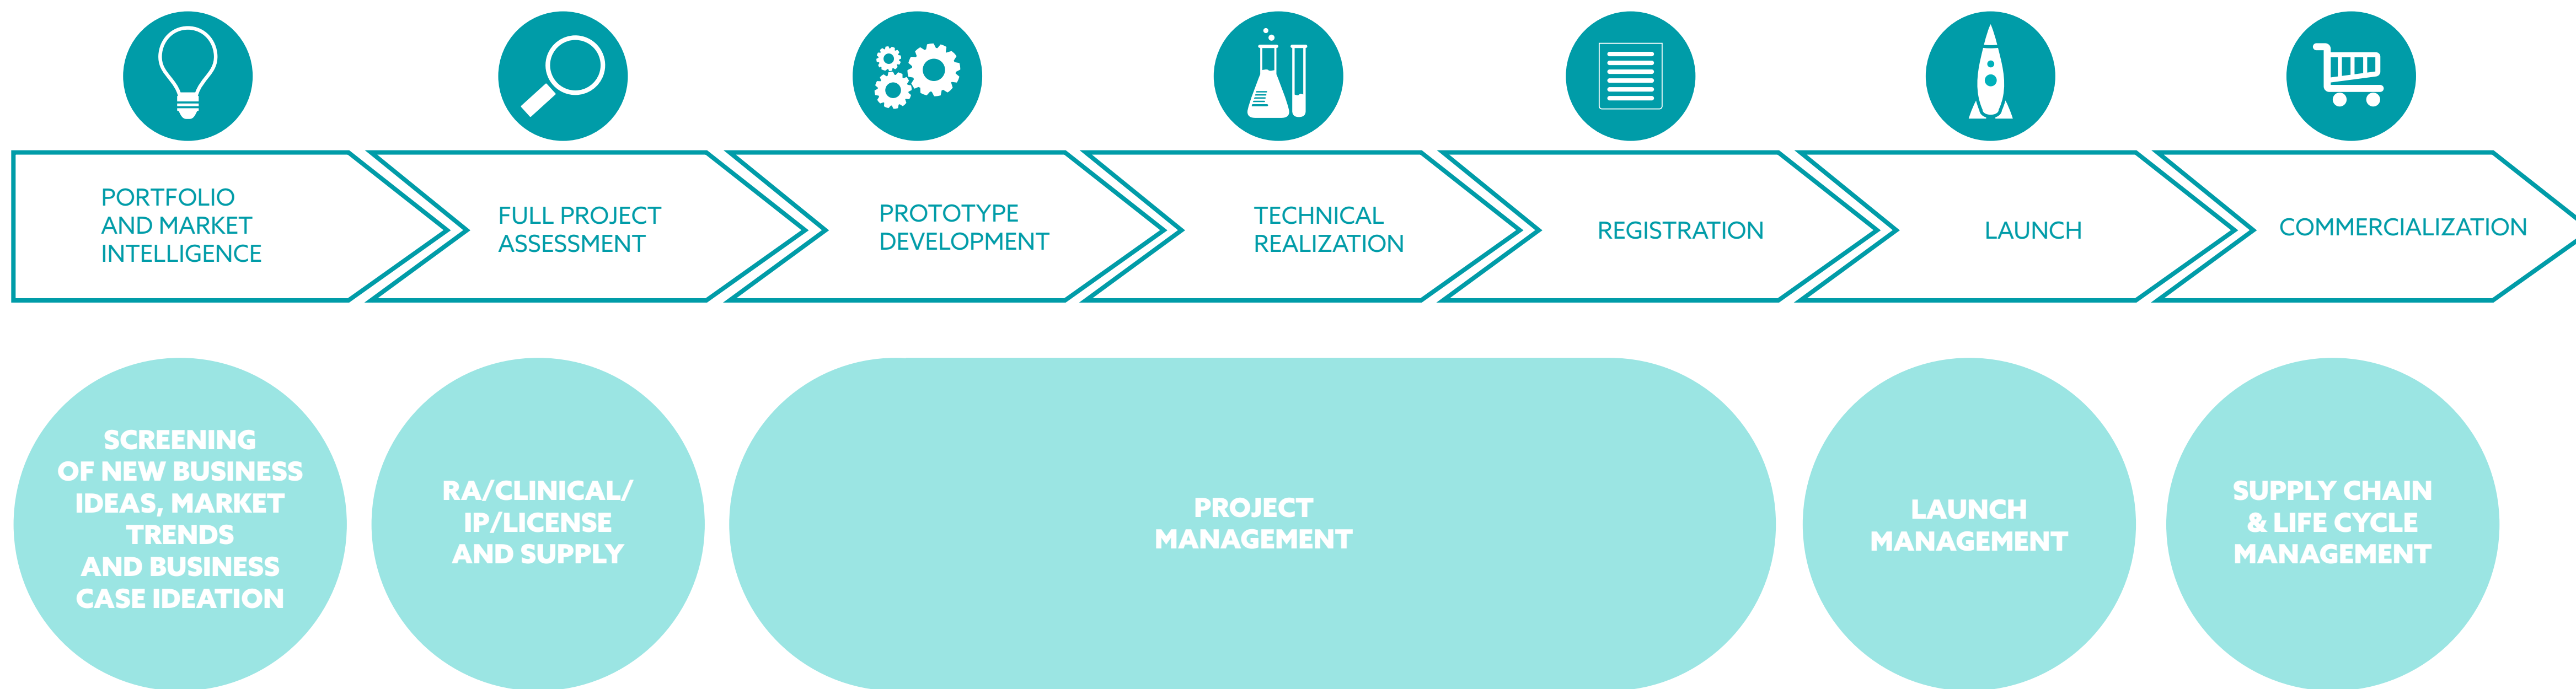 PORTFOLIO
AND MARKET
INTELLIGENCE
FULL PROJECT
ASSESSMENT
PROTOTYPE
DEVELOPMENT
TECHNICAL
REALIZATION
REGISTRATION
LAUNCH
COMMERCIALIZATION
SCREENING
OF NEW BUSINESS
IDEAS, MARKET
TRENDS
AND BUSINESS
CASE IDEATION
RA/CLINICAL/
IP/LICENSE
AND SUPPLY
PROJECT
MANAGEMENT
LAUNCH
MANAGEMENT
SUPPLY CHAIN
& LIFE CYCLE
MANAGEMENT